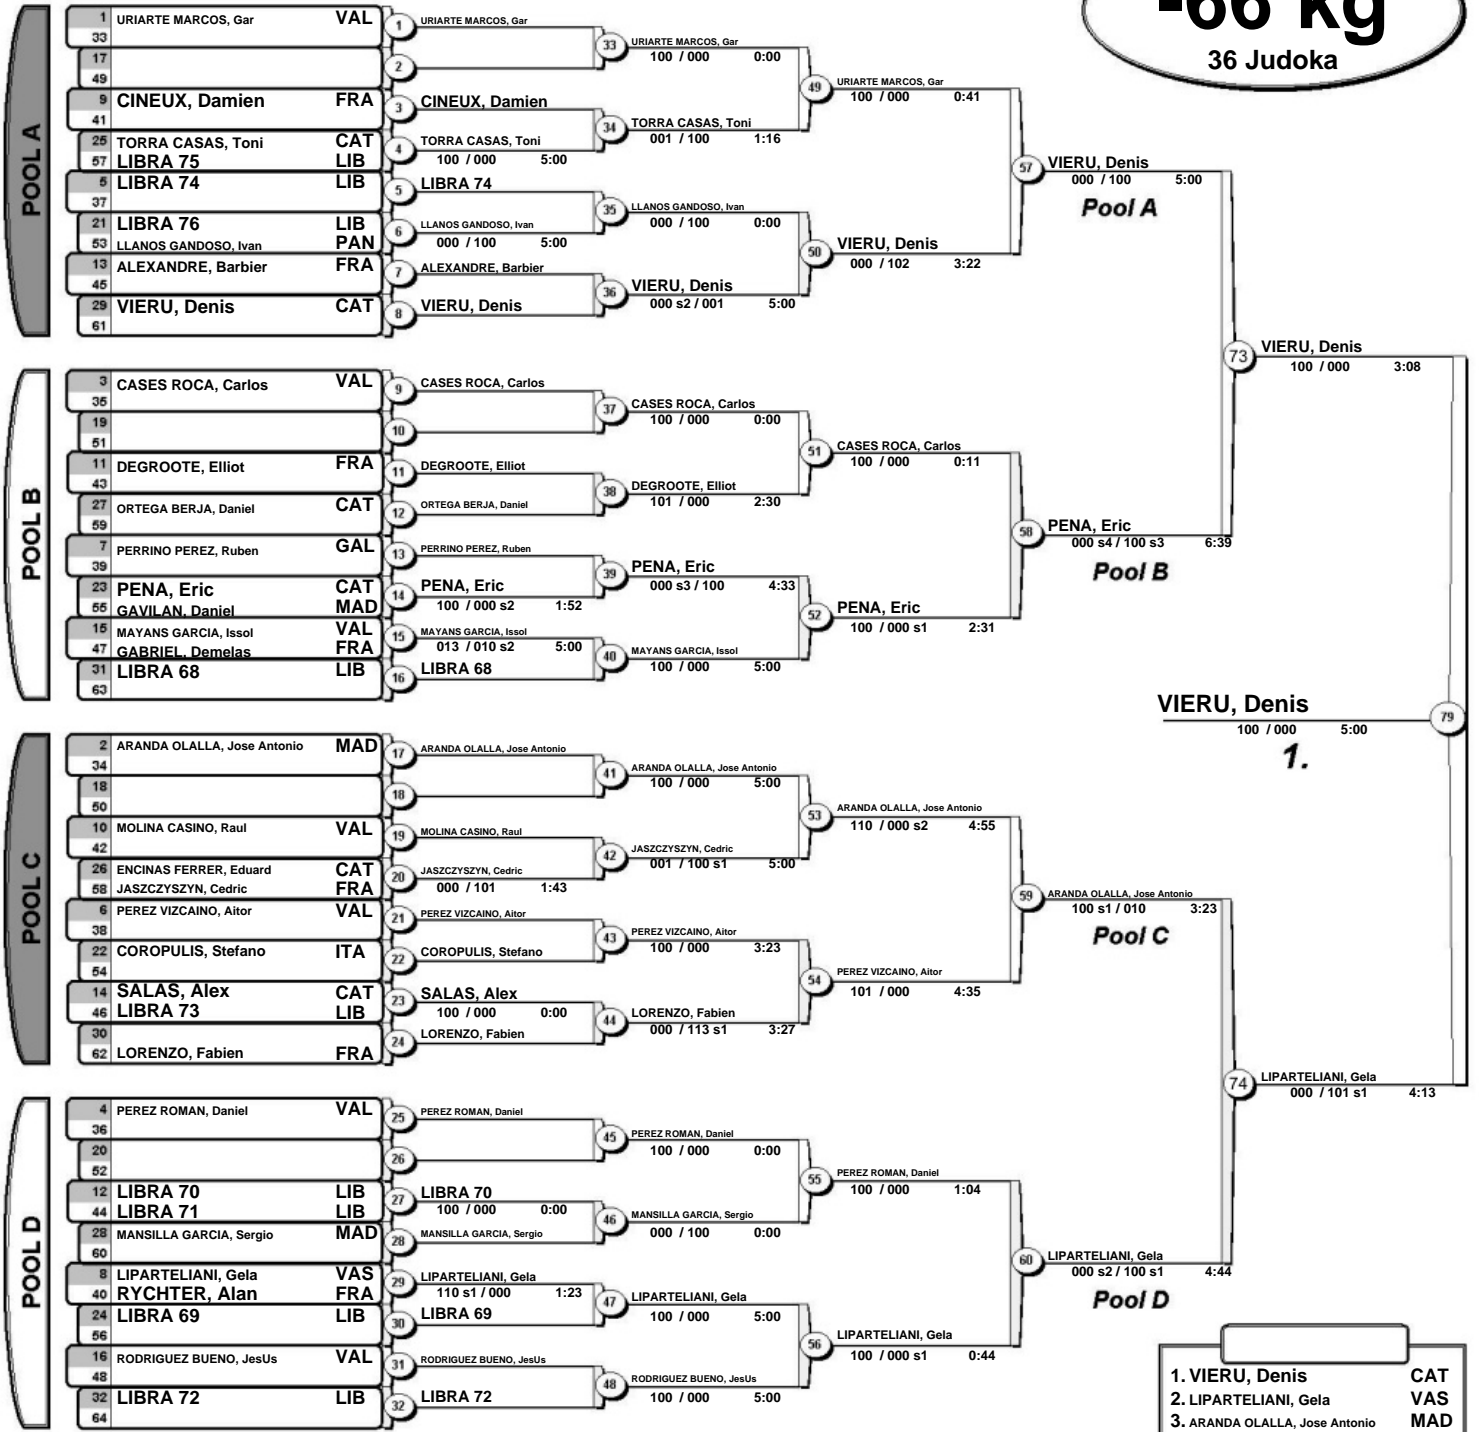 -66 kg
36 Judoka
POOL A
1 URIARTE MARCOS, Gar VAL
33
17
49
9 CINEUX, Damien FRA
41
25 TORRA CASAS, Toni CAT
57 LIBRA 75 LIB
5 LIBRA 74 LIB
37
21 LIBRA 76 LIB
53 LLANOS GANDOSO, Ivan PAN
13 ALEXANDRE, Barbier FRA
45
29 VIERU, Denis CAT
61
1 URIARTE MARCOS, Gar
2
3 CINEUX, Damien
4 TORRA CASAS, Toni
100 / 000 5:00
5 LIBRA 74
6 LLANOS GANDOSO, Ivan
000 / 100 5:00
7 ALEXANDRE, Barbier
8 VIERU, Denis
33 URIARTE MARCOS, Gar
100 / 000 0:00
34 TORRA CASAS, Toni
001 / 100 1:16
35 LLANOS GANDOSO, Ivan
000 / 100 0:00
36 VIERU, Denis
000 s2 / 001 5:00
49 URIARTE MARCOS, Gar
100 / 000 0:41
50 VIERU, Denis
000 / 102 3:22
57 VIERU, Denis
000 / 100 5:00
Pool A
POOL B
3 CASES ROCA, Carlos VAL
35
19
51
11 DEGROOTE, Elliot FRA
43
27 ORTEGA BERJA, Daniel CAT
59
7 PERRINO PEREZ, Ruben GAL
39
23 PENA, Eric CAT
55 GAVILAN, Daniel MAD
15 MAYANS GARCIA, Issol VAL
47 GABRIEL, Demelas FRA
31 LIBRA 68 LIB
63
9 CASES ROCA, Carlos
10
11 DEGROOTE, Elliot
12 ORTEGA BERJA, Daniel
13 PERRINO PEREZ, Ruben
14 PENA, Eric
100 / 000 s2 1:52
15 MAYANS GARCIA, Issol
013 / 010 s2 5:00
16 LIBRA 68
37 CASES ROCA, Carlos
100 / 000 0:00
38 DEGROOTE, Elliot
101 / 000 2:30
39 PENA, Eric
000 s3 / 100 4:33
40 MAYANS GARCIA, Issol
100 / 000 5:00
51 CASES ROCA, Carlos
100 / 000 0:11
52 PENA, Eric
100 / 000 s1 2:31
58 PENA, Eric
000 s4 / 100 s3 6:39
Pool B
73 VIERU, Denis
100 / 000 3:08
POOL C
2 ARANDA OLALLA, Jose Antonio MAD
34
18
50
10 MOLINA CASINO, Raul VAL
42
26 ENCINAS FERRER, Eduard CAT
58 JASZCZYSZYN, Cedric FRA
6 PEREZ VIZCAINO, Aitor VAL
38
22 COROPULIS, Stefano ITA
54
14 SALAS, Alex CAT
46 LIBRA 73 LIB
30
62 LORENZO, Fabien FRA
17 ARANDA OLALLA, Jose Antonio
18
19 MOLINA CASINO, Raul
20 JASZCZYSZYN, Cedric
000 / 101 1:43
21 PEREZ VIZCAINO, Aitor
22 COROPULIS, Stefano
23 SALAS, Alex
100 / 000 0:00
24 LORENZO, Fabien
41 ARANDA OLALLA, Jose Antonio
100 / 000 5:00
42 JASZCZYSZYN, Cedric
001 / 100 s1 5:00
43 PEREZ VIZCAINO, Aitor
100 / 000 3:23
44 LORENZO, Fabien
000 / 113 s1 3:27
53 ARANDA OLALLA, Jose Antonio
110 / 000 s2 4:55
54 PEREZ VIZCAINO, Aitor
101 / 000 4:35
59 ARANDA OLALLA, Jose Antonio
100 s1 / 010 3:23
Pool C
VIERU, Denis 79
100 / 000 5:00
1.
POOL D
4 PEREZ ROMAN, Daniel VAL
36
20
52
12 LIBRA 70 LIB
44 LIBRA 71 LIB
28 MANSILLA GARCIA, Sergio MAD
60
8 LIPARTELIANI, Gela VAS
40 RYCHTER, Alan FRA
24 LIBRA 69 LIB
56
16 RODRIGUEZ BUENO, JesUs VAL
48
32 LIBRA 72 LIB
64
25 PEREZ ROMAN, Daniel
26
27 LIBRA 70
100 / 000 0:00
28 MANSILLA GARCIA, Sergio
29 LIPARTELIANI, Gela
110 s1 / 000 1:23
30 LIBRA 69
31 RODRIGUEZ BUENO, JesUs
32 LIBRA 72
45 PEREZ ROMAN, Daniel
100 / 000 0:00
46 MANSILLA GARCIA, Sergio
000 / 100 0:00
47 LIPARTELIANI, Gela
100 / 000 5:00
48 RODRIGUEZ BUENO, JesUs
100 / 000 5:00
55 PEREZ ROMAN, Daniel
100 / 000 1:04
56 LIPARTELIANI, Gela
100 / 000 s1 0:44
60 LIPARTELIANI, Gela
000 s2 / 100 s1 4:44
Pool D
74 LIPARTELIANI, Gela
000 / 101 s1 4:13
1. VIERU, Denis CAT
2. LIPARTELIANI, Gela VAS
3. ARANDA OLALLA, Jose Antonio MAD